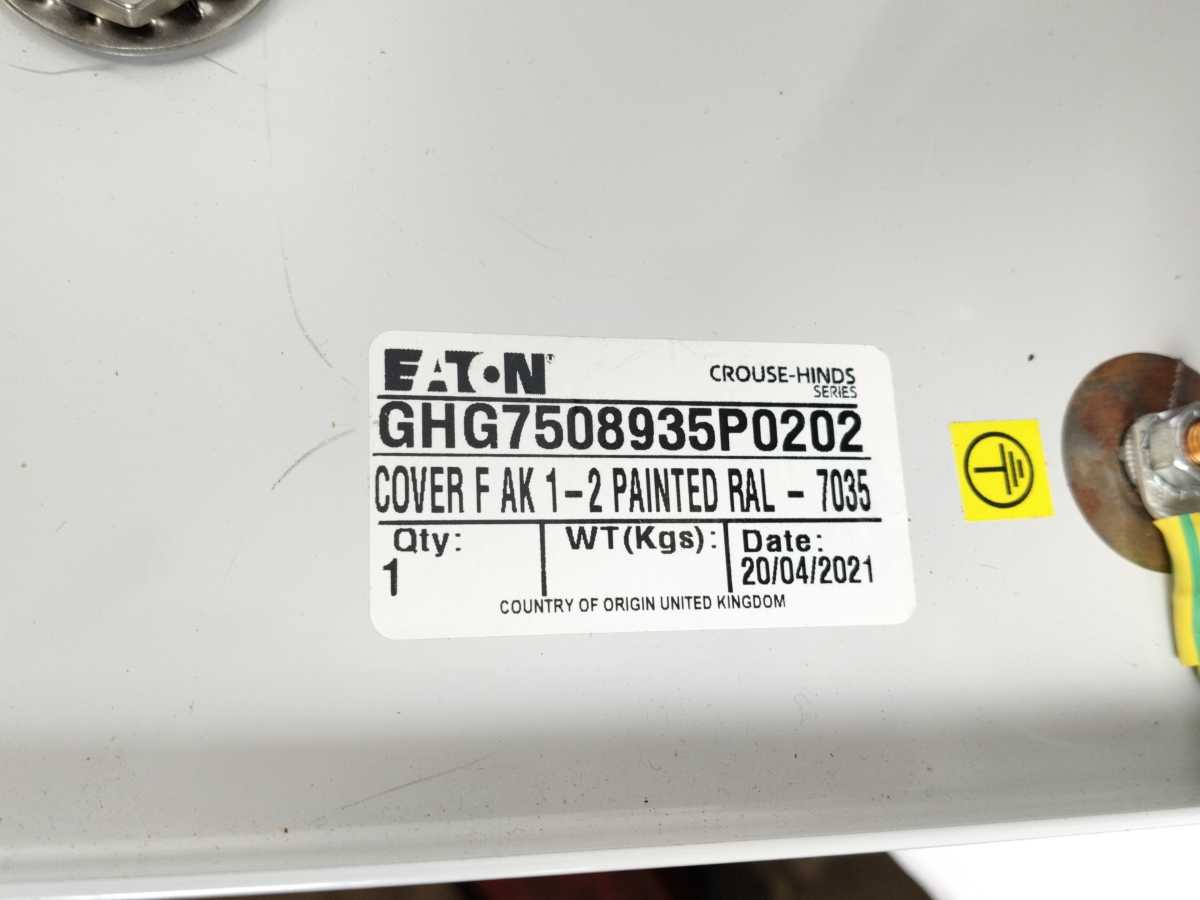 EATON
CROUSE-HINDS
SERIES
GHG7508935P0202
COVER F AK 1-2 PAINTED RAL - 7035
Qty: WT(Kgs): Date:
1 20/04/2021
COUNTRY OF ORIGIN UNITED KINGDOM